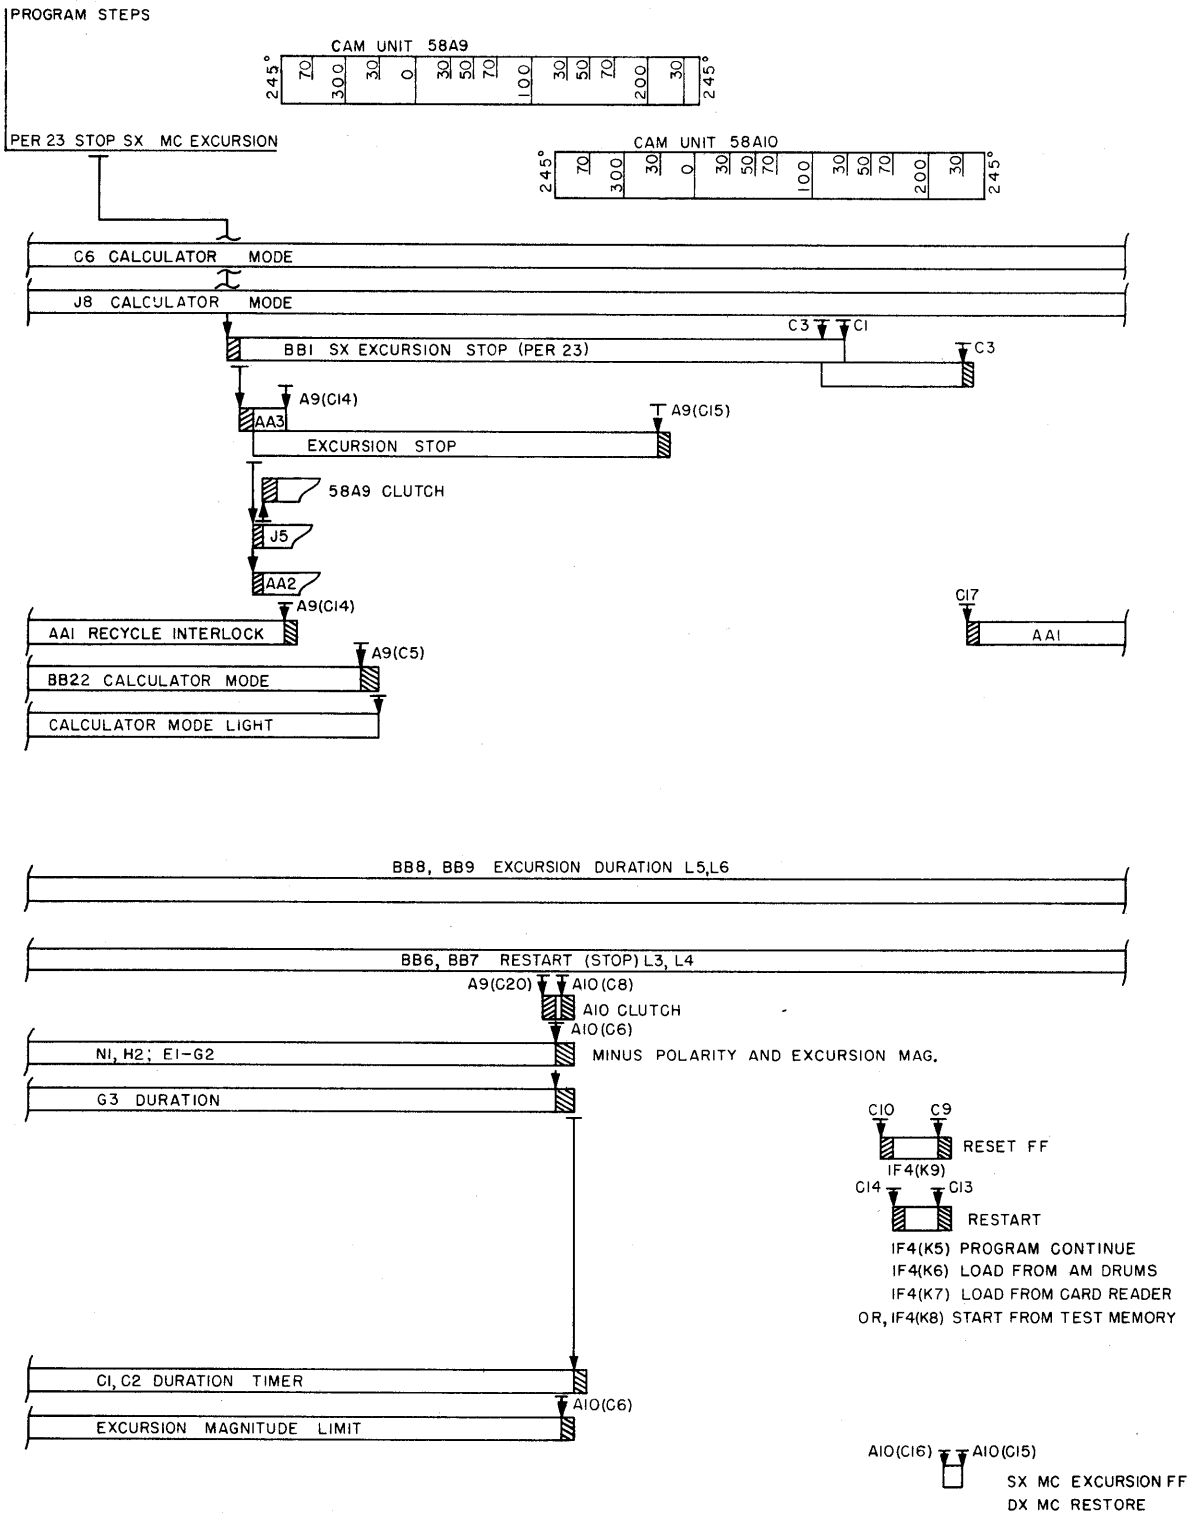 PROGRAM STEPS
CAM UNIT 58A9
245° 70 300 30 0 30 50 70 100 30 50 70 200 30 245°
PER 23 STOP SX MC EXCURSION
CAM UNIT 58A10
245° 70 300 30 0 30 50 70 100 30 50 70 200 30 245°
C6 CALCULATOR MODE
J8 CALCULATOR MODE
C3 C1
BB1 SX EXCURSION STOP (PER 23)
C3
A9(C14)
AA3
A9(C15)
EXCURSION STOP
58A9 CLUTCH
J5
AA2
A9(C14)
C17
AA1 RECYCLE INTERLOCK
AA1
A9(C5)
BB22 CALCULATOR MODE
CALCULATOR MODE LIGHT
BB8, BB9 EXCURSION DURATION L5,L6
BB6, BB7 RESTART (STOP) L3, L4
A9(C20) A10(C8)
A10 CLUTCH
A10(C6)
N1, H2; E1-G2 MINUS POLARITY AND EXCURSION MAG.
G3 DURATION
C10 C9
RESET FF
IF4(K9)
C14 C13
RESTART
IF4(K5) PROGRAM CONTINUE
IF4(K6) LOAD FROM AM DRUMS
IF4(K7) LOAD FROM CARD READER
OR, IF4(K8) START FROM TEST MEMORY
C1, C2 DURATION TIMER
A10(C6)
EXCURSION MAGNITUDE LIMIT
A10(C16) A10(C15)
SX MC EXCURSION FF
DX MC RESTORE